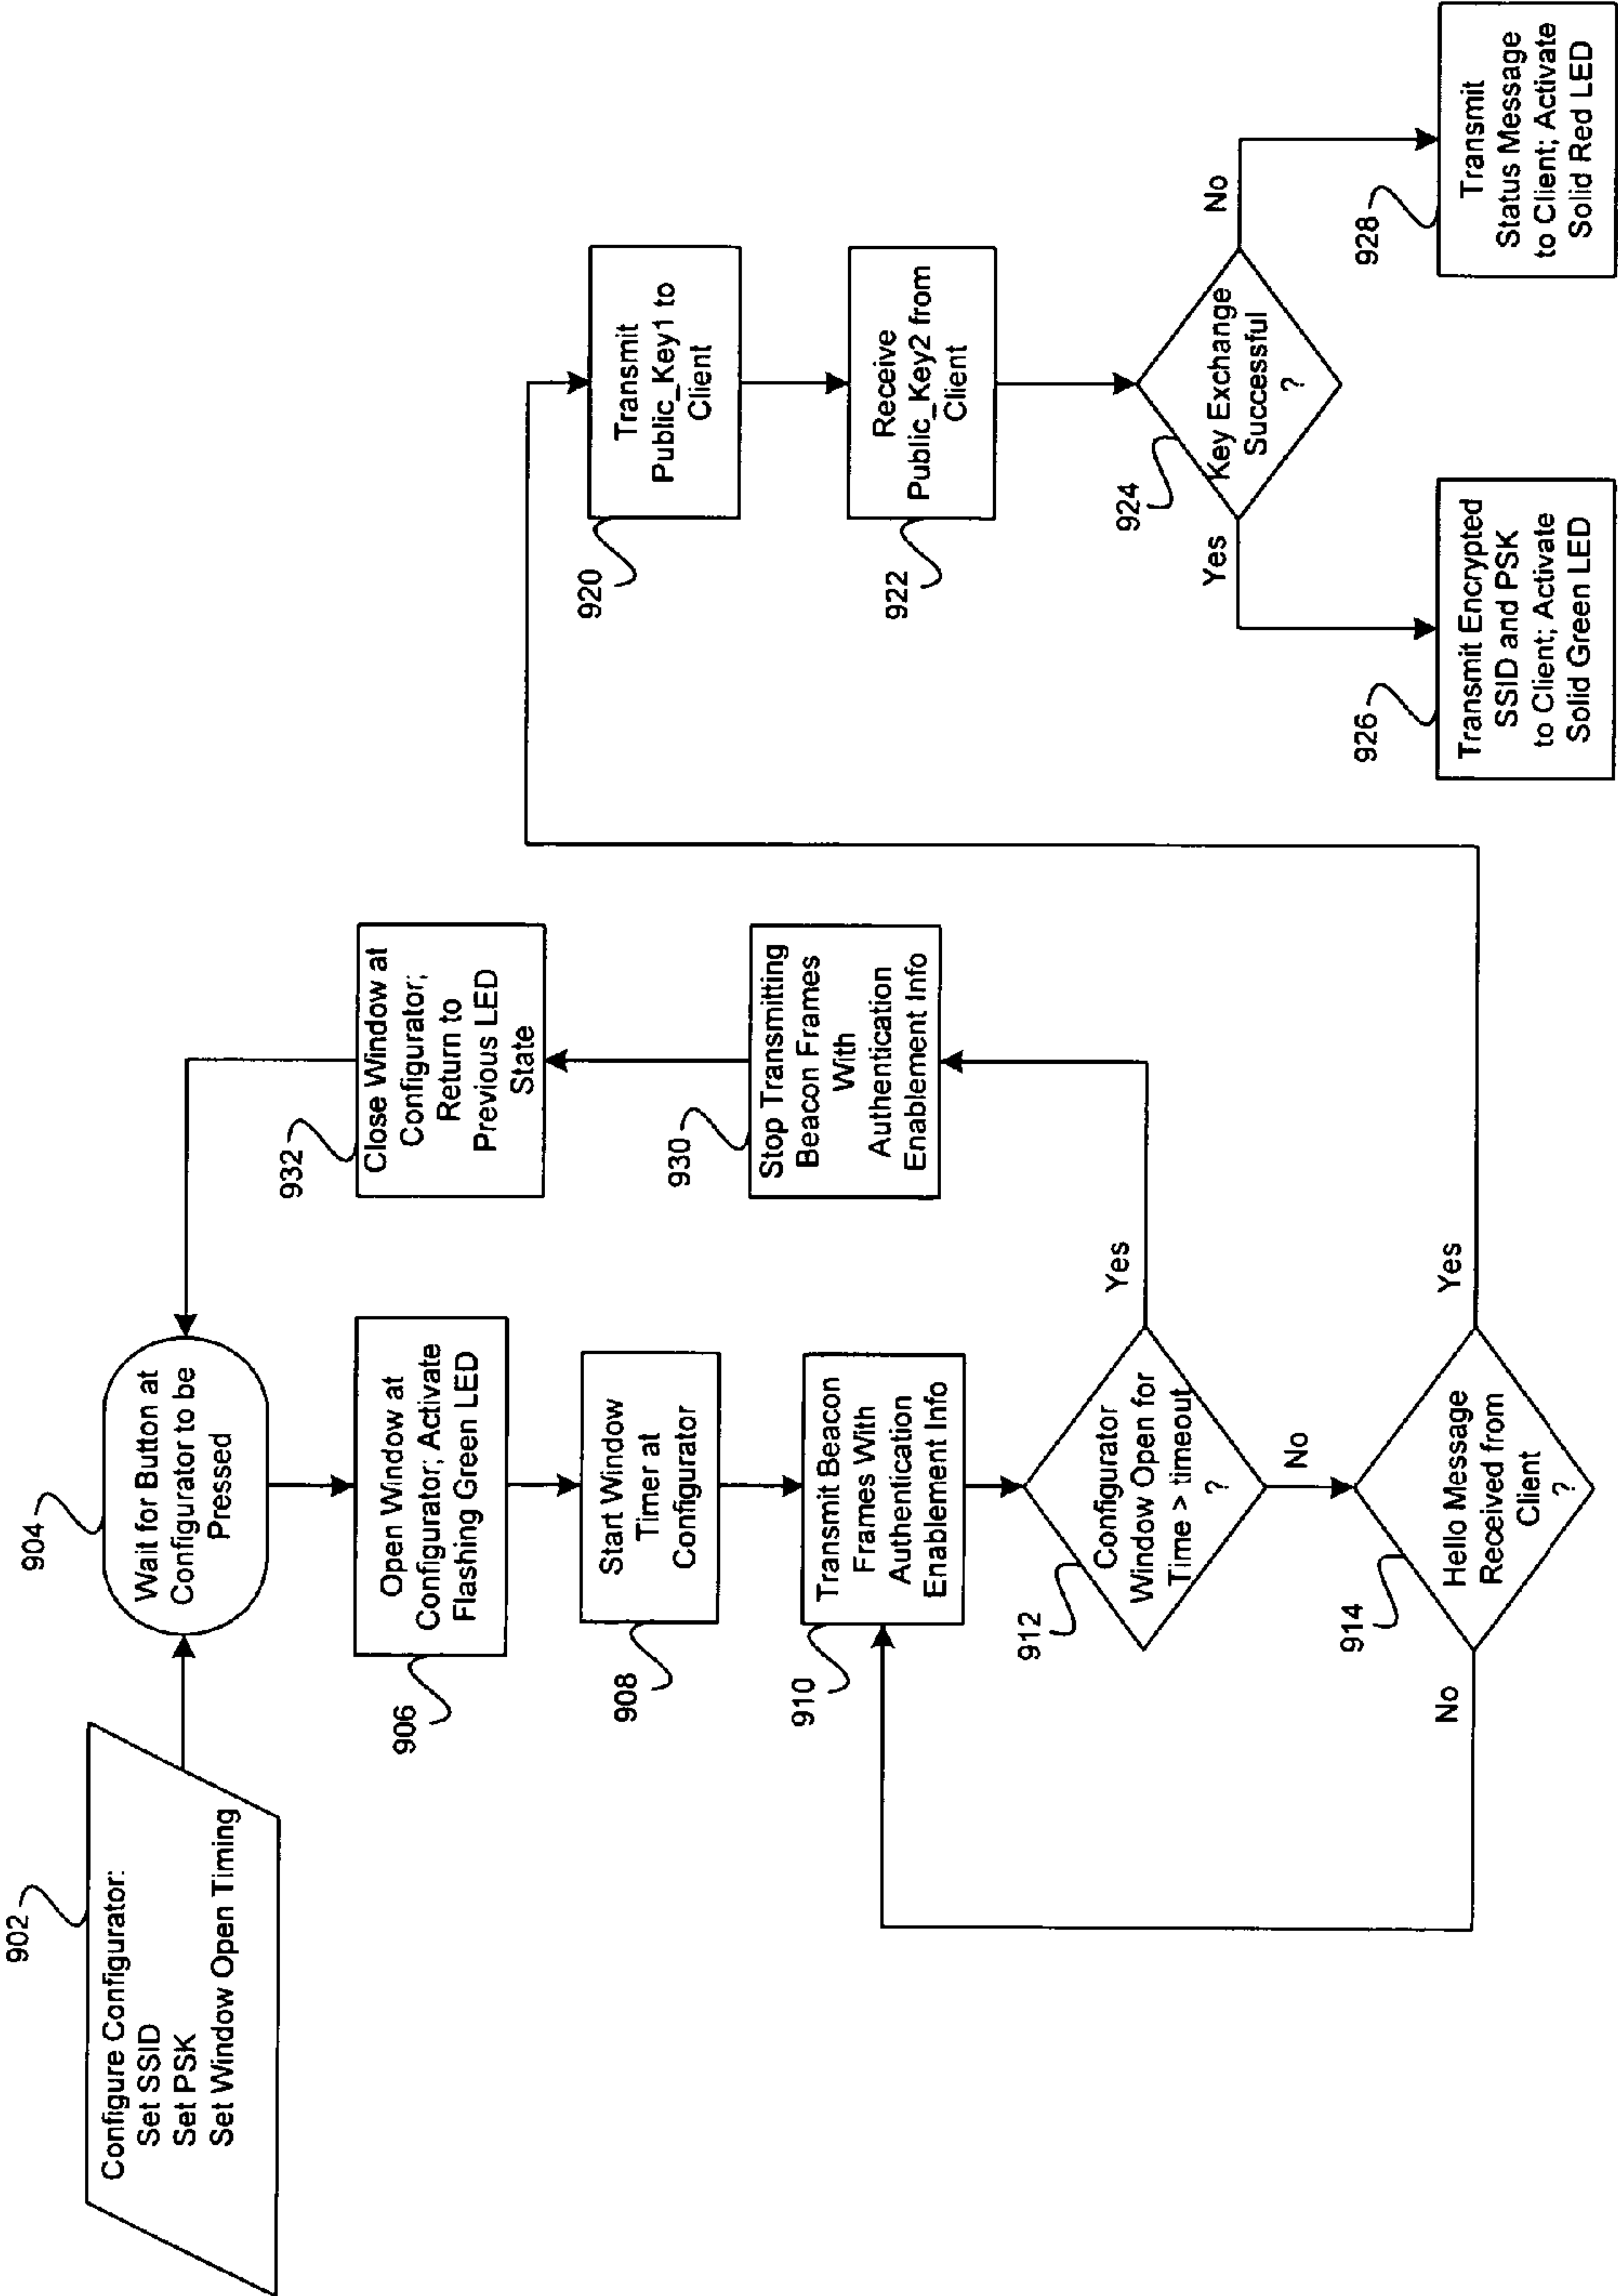 902
Configure Configurator:
Set SSID
Set PSK
Set Window Open Timing
904
Wait for Button at
Configurator to be
Pressed
906
Open Window at
Configurator; Activate
Flashing Green LED
908
Start Window
Timer at
Configurator
910
Transmit Beacon
Frames With
Authentication
Enablement Info
912
Configurator
Window Open for
Time > timeout
?
Yes
No
914
Hello Message
Received from
Client
?
No
Yes
932
Close Window at
Configurator;
Return to
Previous LED
State
930
Stop Transmitting
Beacon Frames
With
Authentication
Enablement Info
920
Transmit
Public_Key1 to
Client
922
Receive
Public_Key2 from
Client
924
Key Exchange
Successful
?
Yes
No
926
Transmit Encrypted
SSID and PSK
to Client; Activate
Solid Green LED
928
Transmit
Status Message
to Client; Activate
Solid Red LED